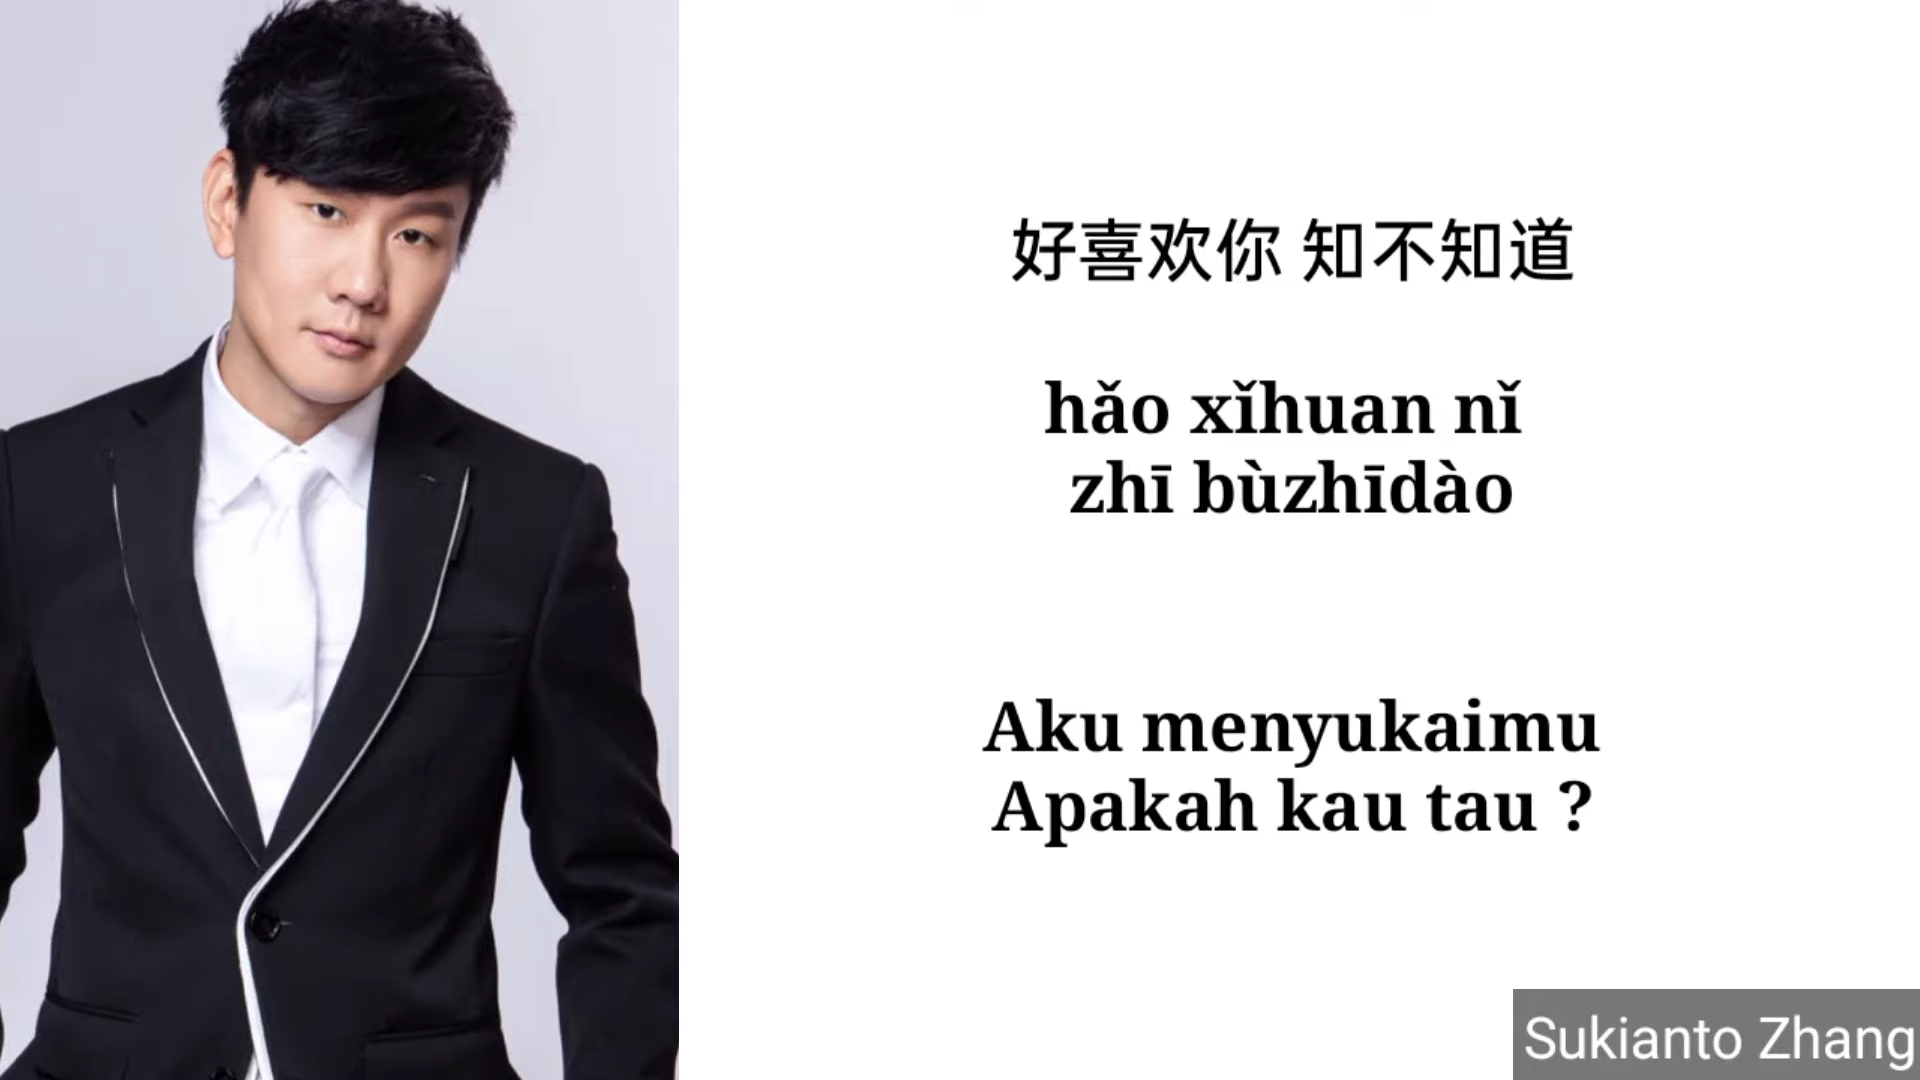 好喜欢你 知不知道
hǎo xǐhuan nǐ
zhī bùzhīdào
Aku menyukaimu
Apakah kau tau ?
Sukianto Zhang